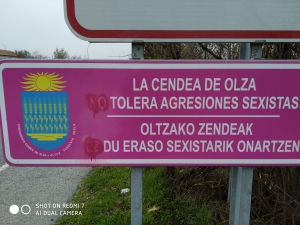 LA CENDEA DE OLZA
NO TOLERA AGRESIONES SEXISTAS
OLTZAKO ZENDEAK
EZ DU ERASO SEXISTARIK ONARTZEN
SHOT ON REDMI 7
AI DUAL CAMERA